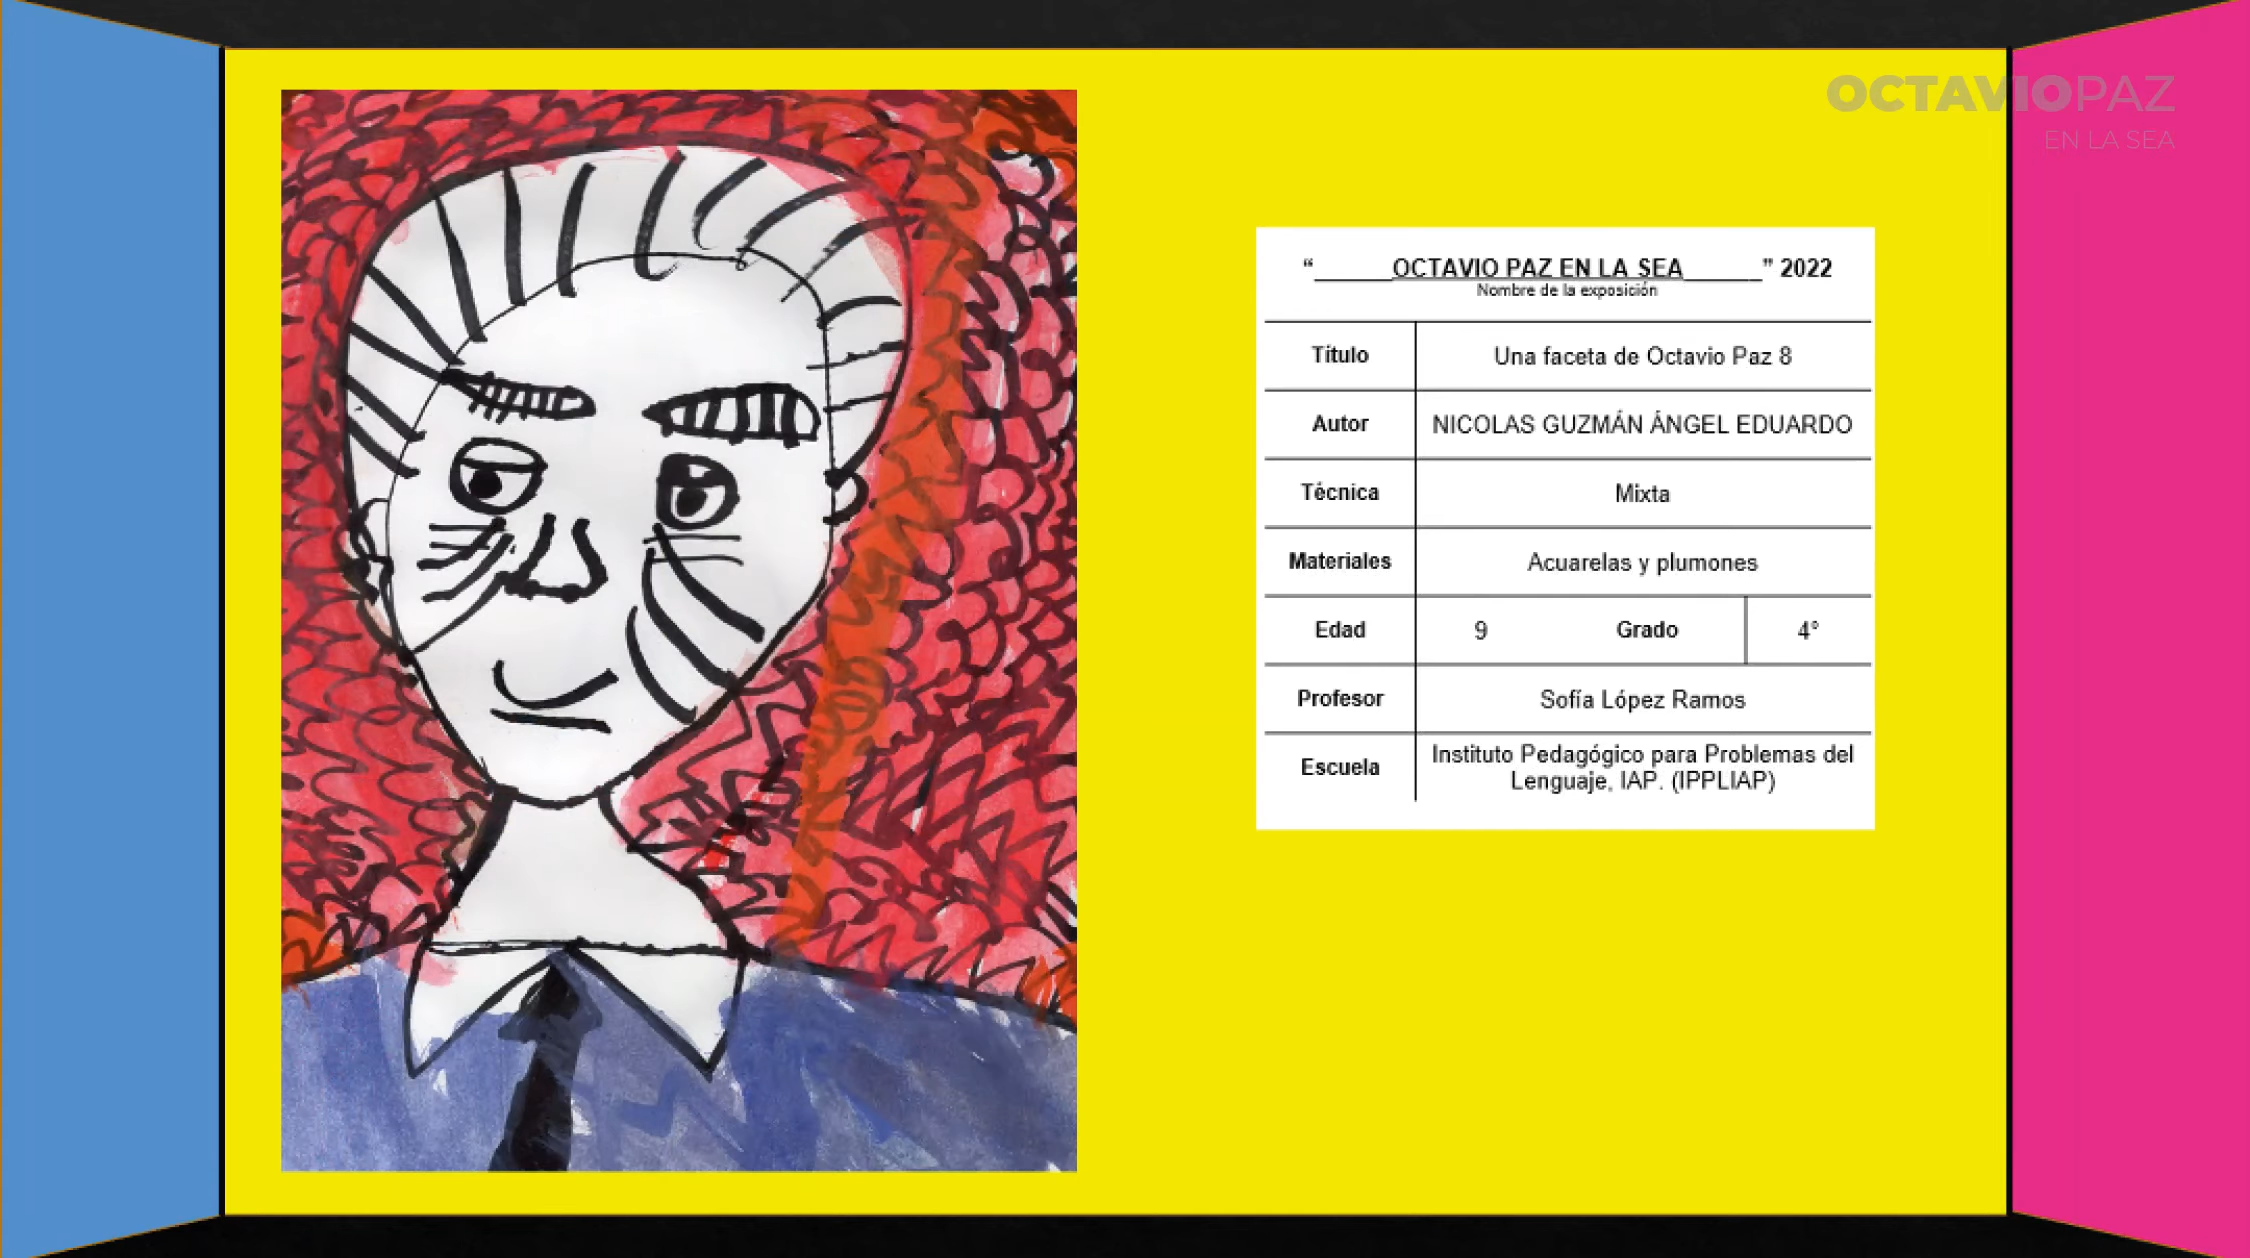 OCTAVIOPAZ
EN LA SEA
“______OCTAVIO PAZ EN LA SEA______” 2022
Nombre de la exposición
Título Una faceta de Octavio Paz 8
Autor NICOLAS GUZMÁN ÁNGEL EDUARDO
Técnica Mixta
Materiales Acuarelas y plumones
Edad 9 Grado 4°
Profesor Sofía López Ramos
Escuela Instituto Pedagógico para Problemas del
Lenguaje, IAP. (IPPLIAP)